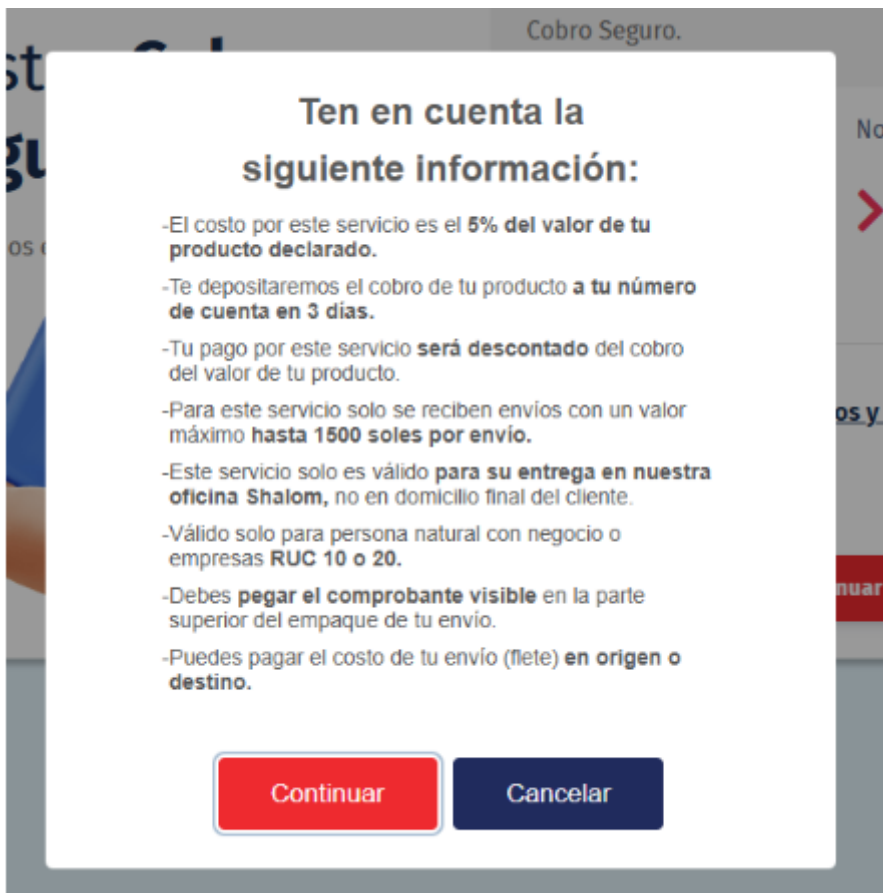 Cobro Seguro.
Ten en cuenta la
siguiente información:
-El costo por este servicio es el 5% del valor de tu
producto declarado.
-Te depositaremos el cobro de tu producto a tu número
de cuenta en 3 días.
-Tu pago por este servicio será descontado del cobro
del valor de tu producto.
-Para este servicio solo se reciben envíos con un valor
máximo hasta 1500 soles por envío.
-Este servicio solo es válido para su entrega en nuestra
oficina Shalom, no en domicilio final del cliente.
-Válido solo para persona natural con negocio o
empresas RUC 10 o 20.
-Debes pegar el comprobante visible en la parte
superior del empaque de tu envío.
-Puedes pagar el costo de tu envío (flete) en origen o
destino.
Continuar
Cancelar